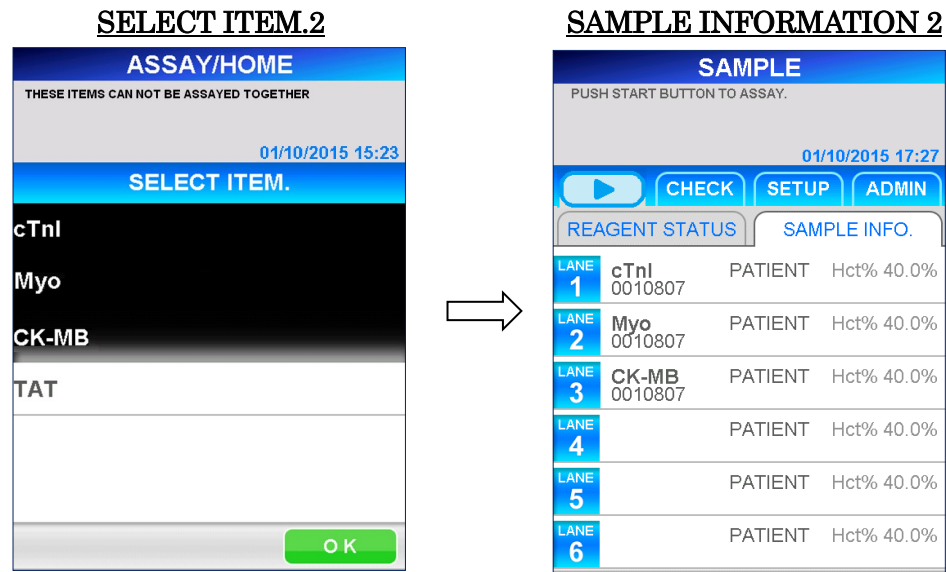 SELECT ITEM.2
ASSAY/HOME
THESE ITEMS CAN NOT BE ASSAYED TOGETHER
01/10/2015 15:23
SELECT ITEM.
cTnI
Myo
CK-MB
TAT
O K
SAMPLE INFORMATION 2
SAMPLE
PUSH START BUTTON TO ASSAY.
01/10/2015 17:27
CHECK SETUP ADMIN
REAGENT STATUS SAMPLE INFO.
LANE 1 cTnI 0010807 PATIENT Hct% 40.0%
LANE 2 Myo 0010807 PATIENT Hct% 40.0%
LANE 3 CK-MB 0010807 PATIENT Hct% 40.0%
LANE 4 PATIENT Hct% 40.0%
LANE 5 PATIENT Hct% 40.0%
LANE 6 PATIENT Hct% 40.0%